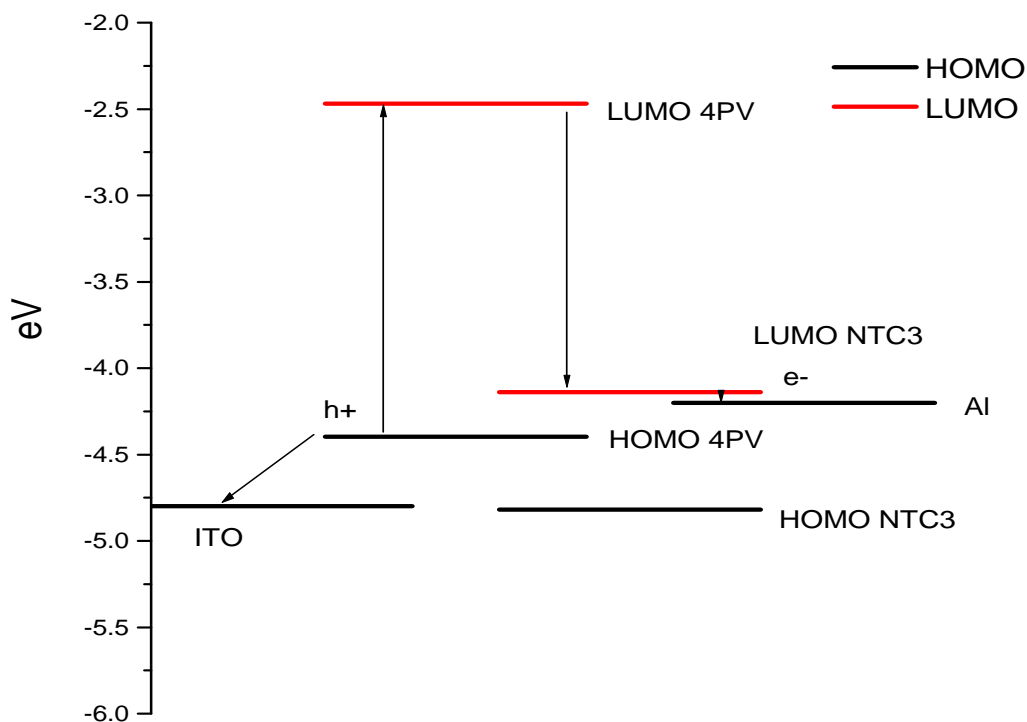 -2.0
-2.5
-3.0
-3.5
-4.0
-4.5
-5.0
-5.5
-6.0
eV
HOMO
LUMO
LUMO 4PV
LUMO NTC3
e-
Al
h+
HOMO 4PV
ITO
HOMO NTC3